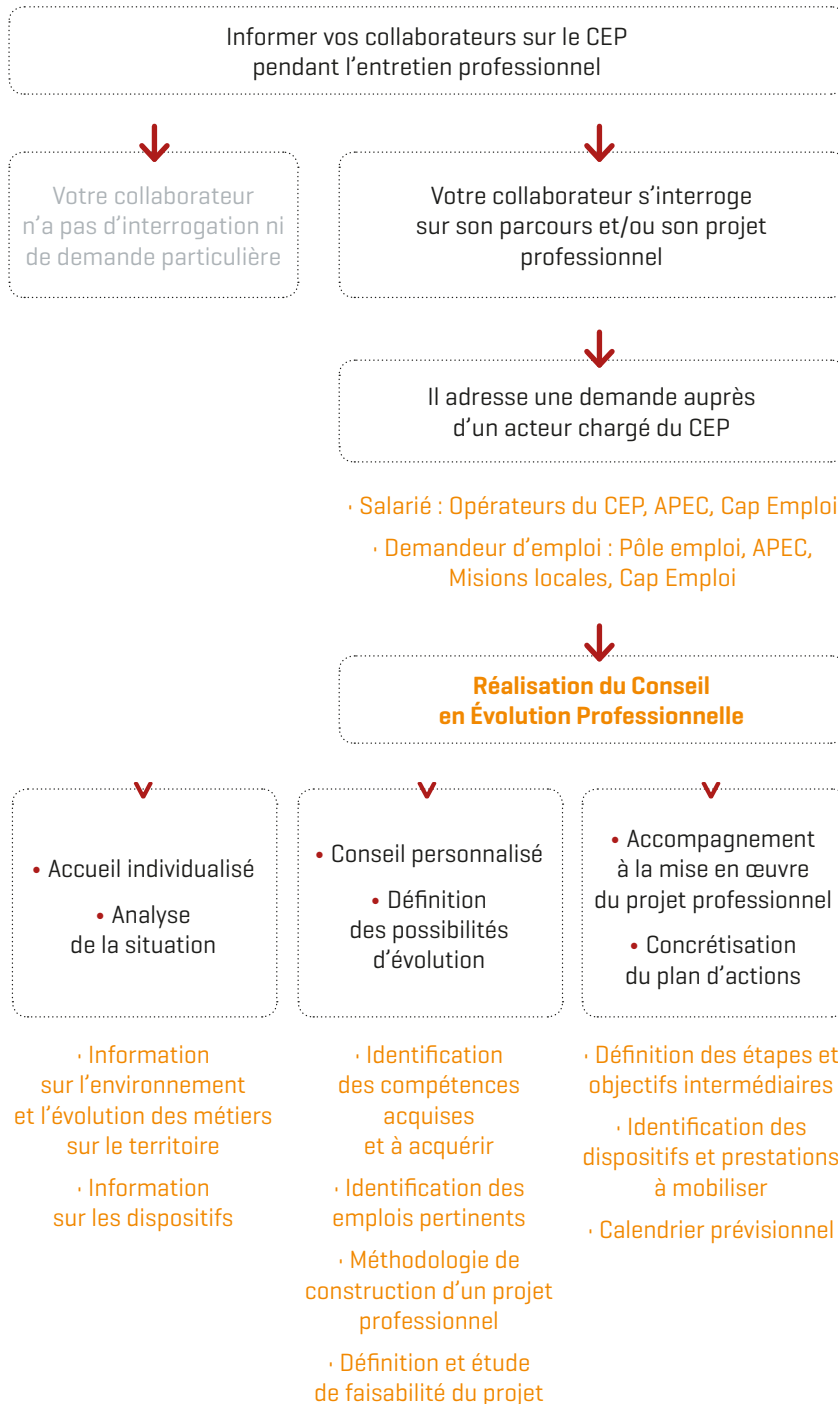 Informer vos collaborateurs sur le CEP
pendant l'entretien professionnel
Votre collaborateur
n'a pas d'interrogation ni
de demande particulière
Votre collaborateur s'interroge
sur son parcours et/ou son projet
professionnel
Il adresse une demande auprès
d'un acteur chargé du CEP
· Salarié : Opérateurs du CEP, APEC, Cap Emploi
· Demandeur d'emploi : Pôle emploi, APEC,
Misions locales, Cap Emploi
Réalisation du Conseil
en Évolution Professionnelle
• Accueil individualisé
• Analyse
de la situation
· Information
sur l'environnement
et l'évolution des métiers
sur le territoire
· Information
sur les dispositifs
• Conseil personnalisé
• Définition
des possibilités
d'évolution
· Identification
des compétences
acquises
et à acquérir
· Identification des
emplois pertinents
· Méthodologie de
construction d'un projet
professionnel
· Définition et étude
de faisabilité du projet
• Accompagnement
à la mise en œuvre
du projet professionnel
• Concrétisation
du plan d'actions
· Définition des étapes et
objectifs intermédiaires
· Identification des
dispositifs et prestations
à mobiliser
· Calendrier prévisionnel